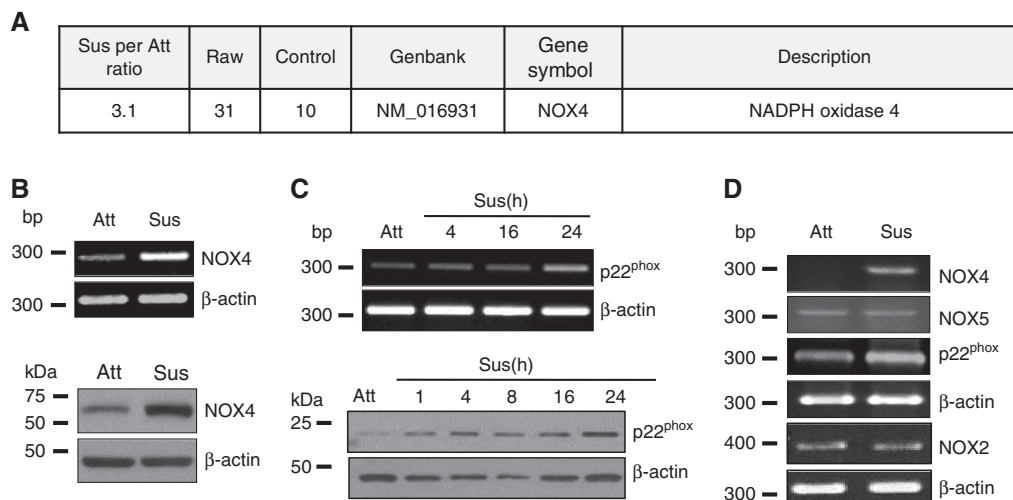 A
Sus per Att ratio Raw Control Genbank Gene symbol Description
3.1 31 10 NM_016931 NOX4 NADPH oxidase 4
B
bp Att Sus
300 NOX4
300 β-actin
kDa Att Sus
75
50 NOX4
50 β-actin
C
Sus(h)
bp Att 4 16 24
300 p22phox
300 β-actin
Sus(h)
kDa Att 1 4 8 16 24
25 p22phox
50 β-actin
D
bp Att Sus
300 NOX4
300 NOX5
300 p22phox
300 β-actin
400 NOX2
300 β-actin